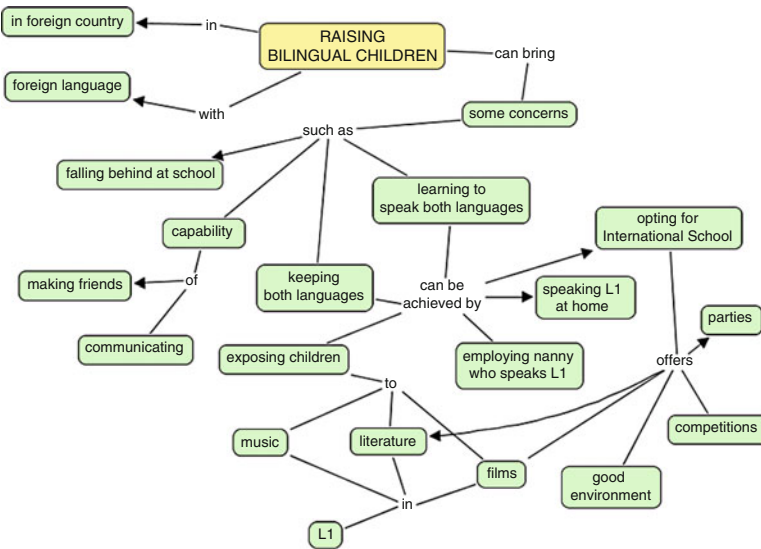 in foreign country
in
RAISING
BILINGUAL CHILDREN
can bring
foreign language
with
some concerns
such as
falling behind at school
learning to
speak both languages
capability
opting for
International School
making friends
of
keeping
both languages
can be
achieved by
speaking L1
at home
parties
communicating
exposing children
employing nanny
who speaks L1
offers
to
music
literature
competitions
films
good
environment
in
L1